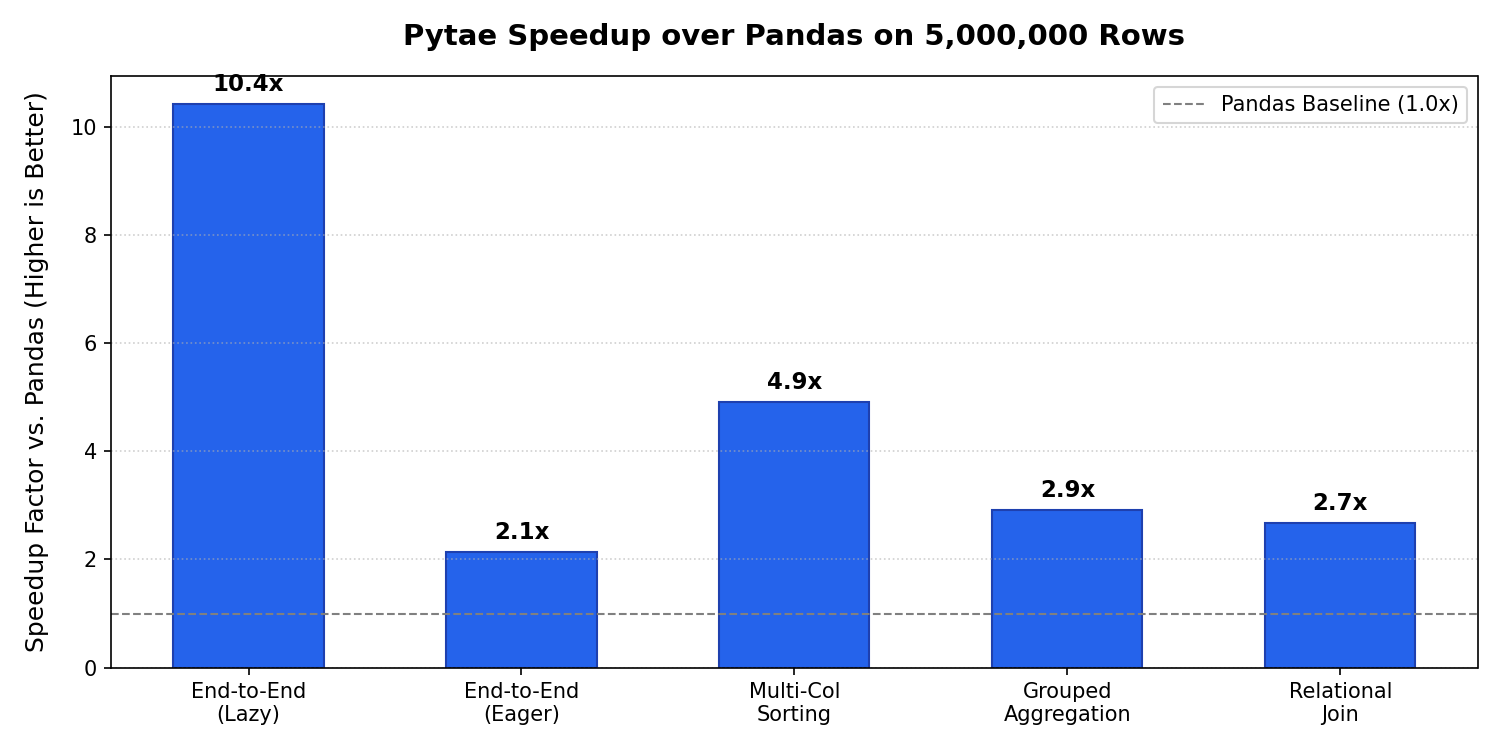 Pytae Speedup over Pandas on 5,000,000 Rows
Speedup Factor vs. Pandas (Higher is Better)
10
8
6
4
2
0
10.4x
2.1x
4.9x
2.9x
2.7x
Pandas Baseline (1.0x)
End-to-End
(Lazy)
End-to-End
(Eager)
Multi-Col
Sorting
Grouped
Aggregation
Relational
Join